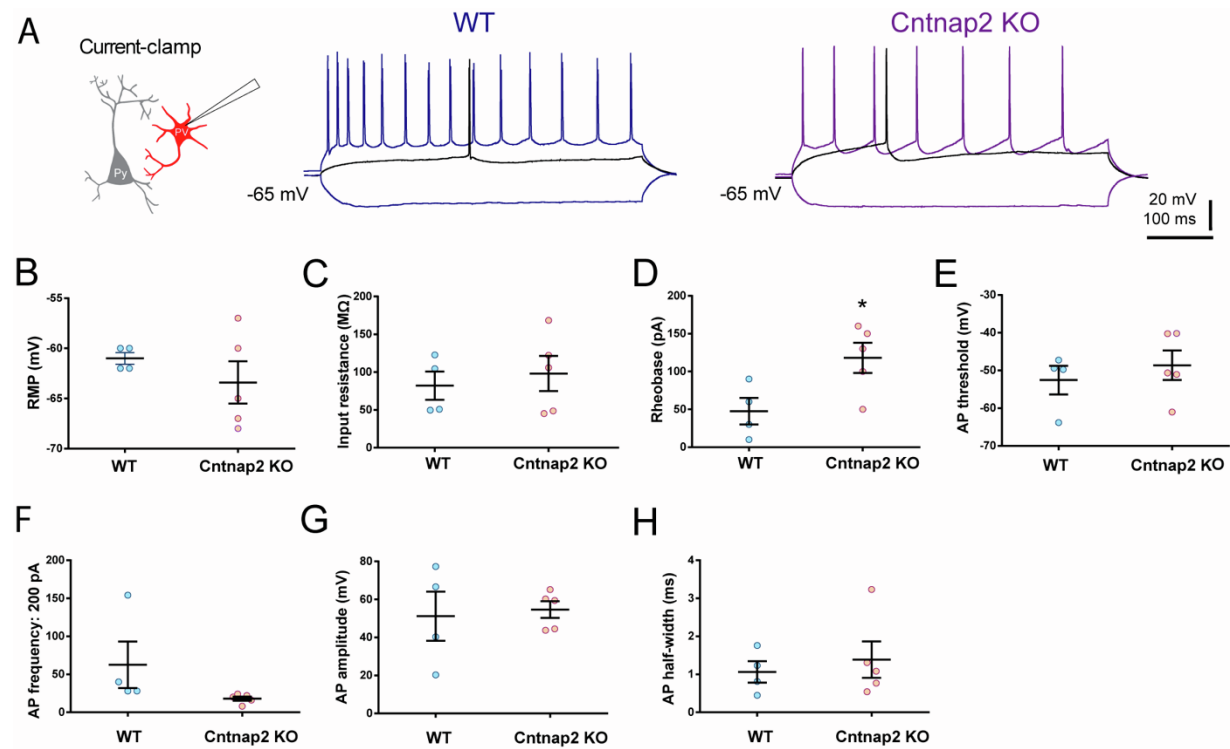 A
Current-clamp
WT
Cntnap2 KO
PV
Py
-65 mV
-65 mV
20 mV
100 ms
B
RMP (mV)
-55
-60
-65
-70
WT
Cntnap2 KO
C
Input resistance (MΩ)
200
150
100
50
0
WT
Cntnap2 KO
D
Rheobase (pA)
200
150
100
50
0
*
WT
Cntnap2 KO
E
AP threshold (mV)
-30
-40
-50
-60
-70
WT
Cntnap2 KO
F
AP frequency: 200 pA
200
150
100
50
0
WT
Cntnap2 KO
G
AP amplitude (mV)
80
60
40
20
0
WT
Cntnap2 KO
H
AP half-width (ms)
4
3
2
1
0
WT
Cntnap2 KO